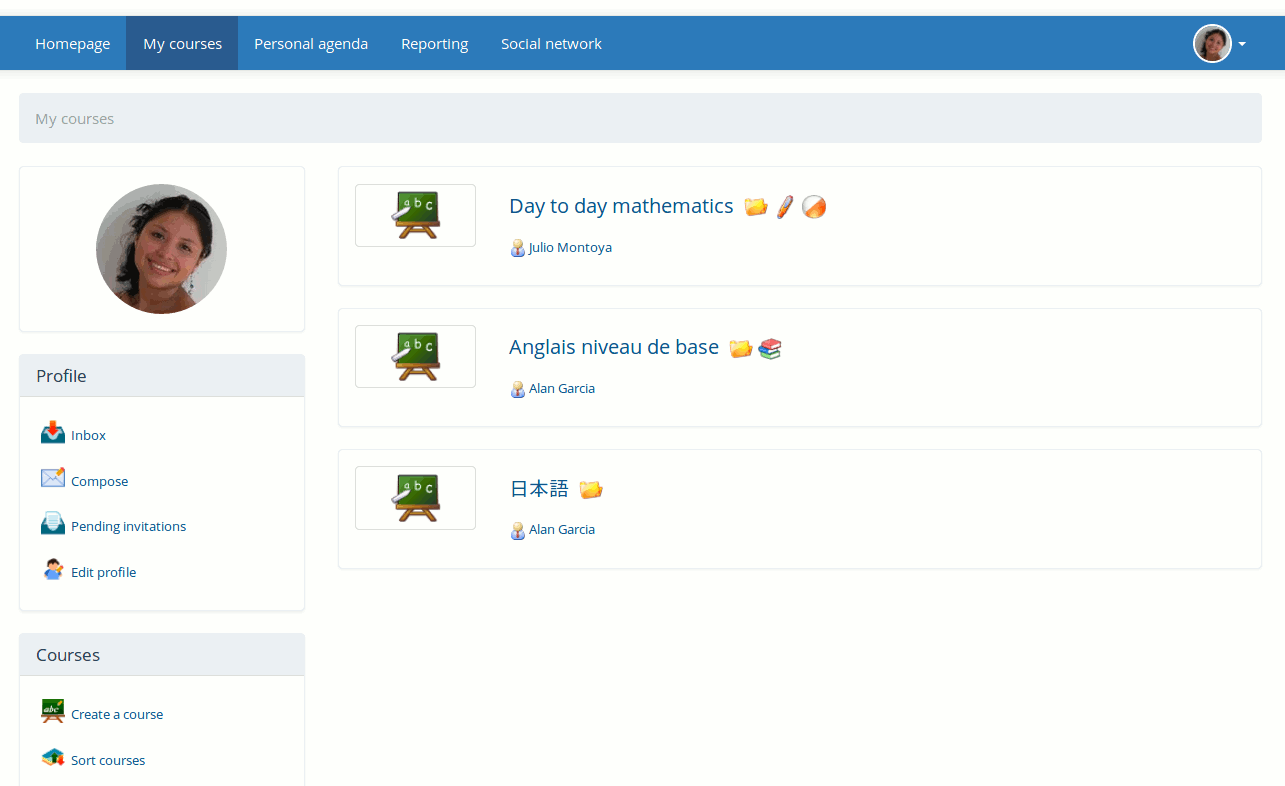 Homepage My courses Personal agenda Reporting Social network
My courses
Profile
Inbox
Compose
Pending invitations
Edit profile
Courses
Create a course
Sort courses
a b c
Day to day mathematics
Julio Montoya
a b c
Anglais niveau de base
Alan Garcia
a b c
日本語
Alan Garcia